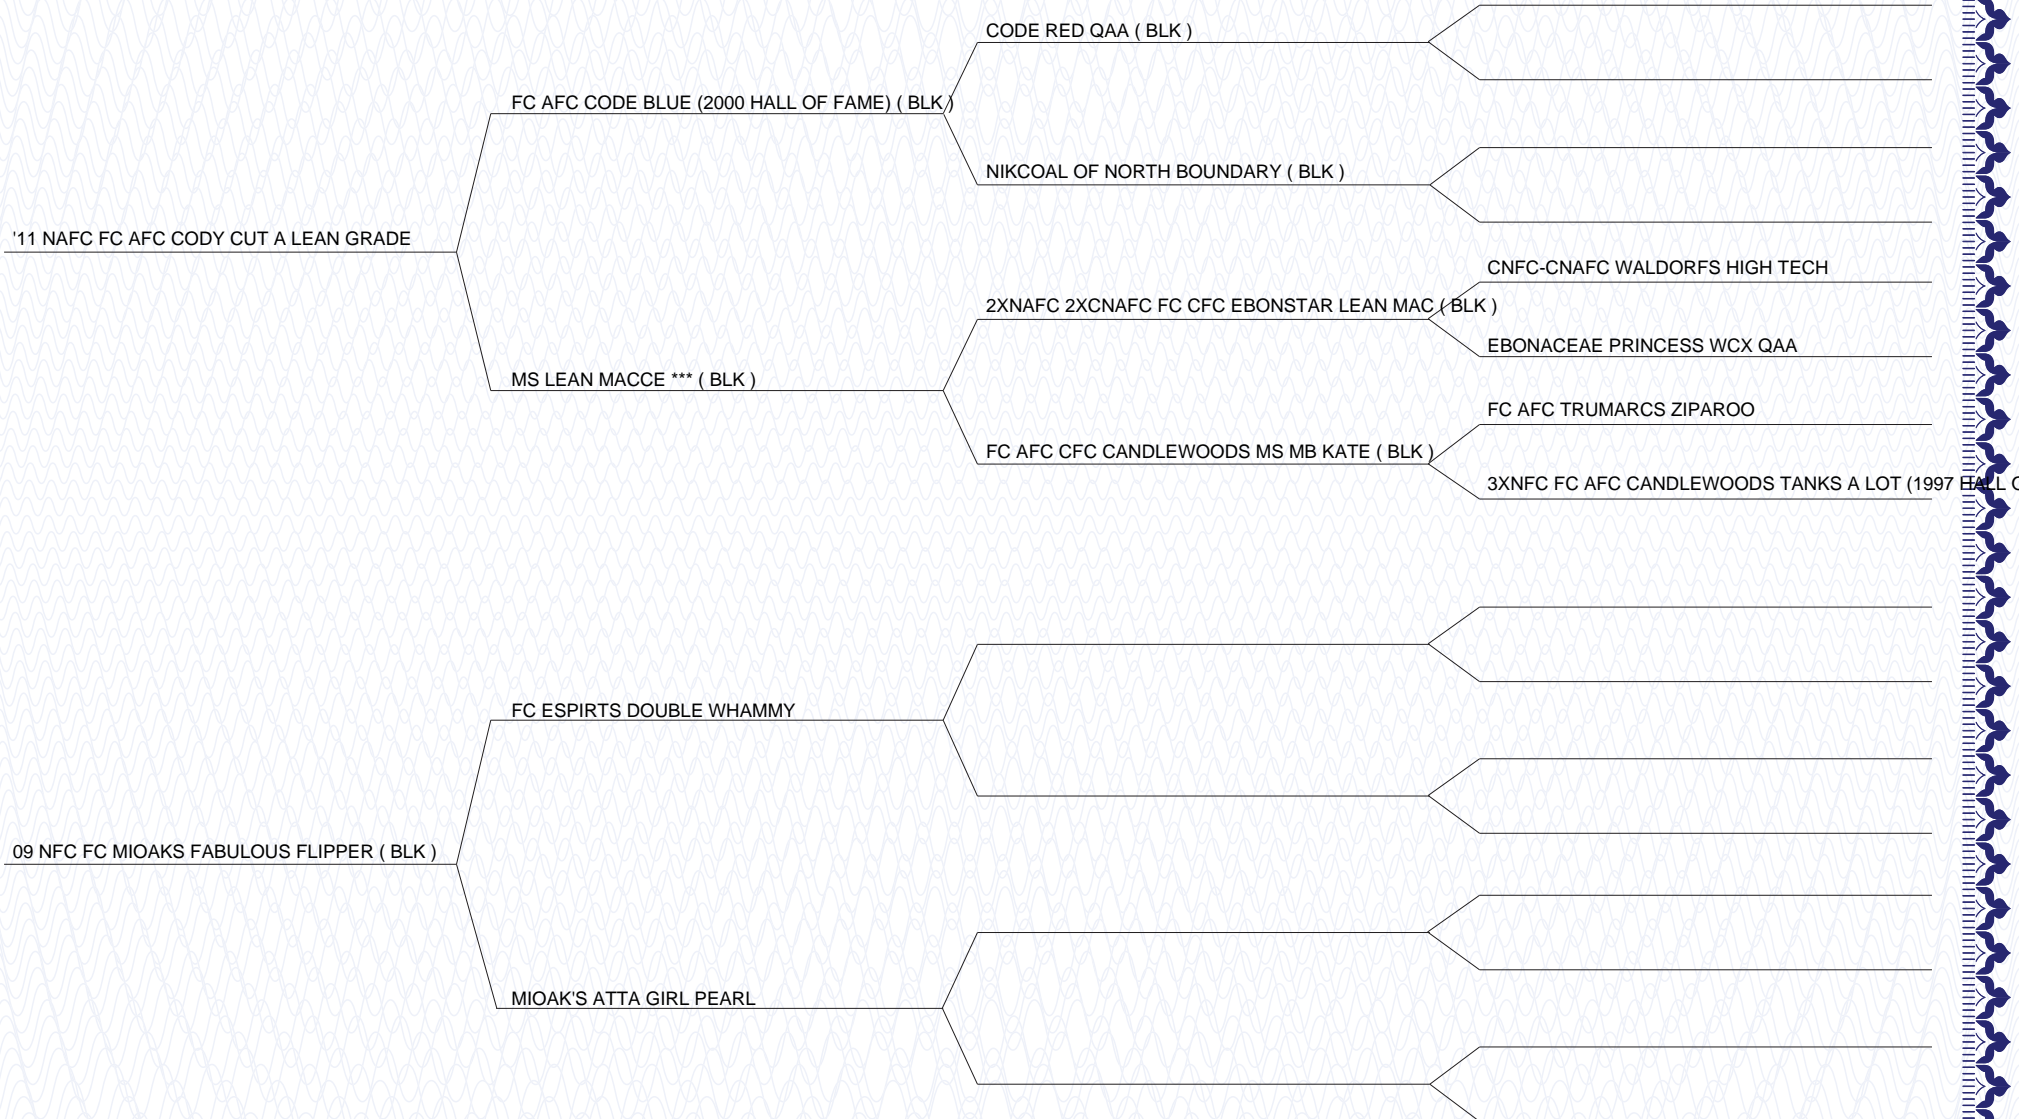 CODE RED QAA ( BLK )
FC AFC CODE BLUE (2000 HALL OF FAME) ( BLK )
NIKCOAL OF NORTH BOUNDARY ( BLK )
'11 NAFC FC AFC CODY CUT A LEAN GRADE
CNFC-CNAFC WALDORFS HIGH TECH
2XNAFC 2XCNAFC FC CFC EBONSTAR LEAN MAC ( BLK )
EBONACEAE PRINCESS WCX QAA
MS LEAN MACCE *** ( BLK )
FC AFC TRUMARCS ZIPAROO
FC AFC CFC CANDLEWOODS MS MB KATE ( BLK )
3XNFC FC AFC CANDLEWOODS TANKS A LOT (1997 HALL
FC ESPIRTS DOUBLE WHAMMY
09 NFC FC MIOAKS FABULOUS FLIPPER ( BLK )
MIOAK'S ATTA GIRL PEARL